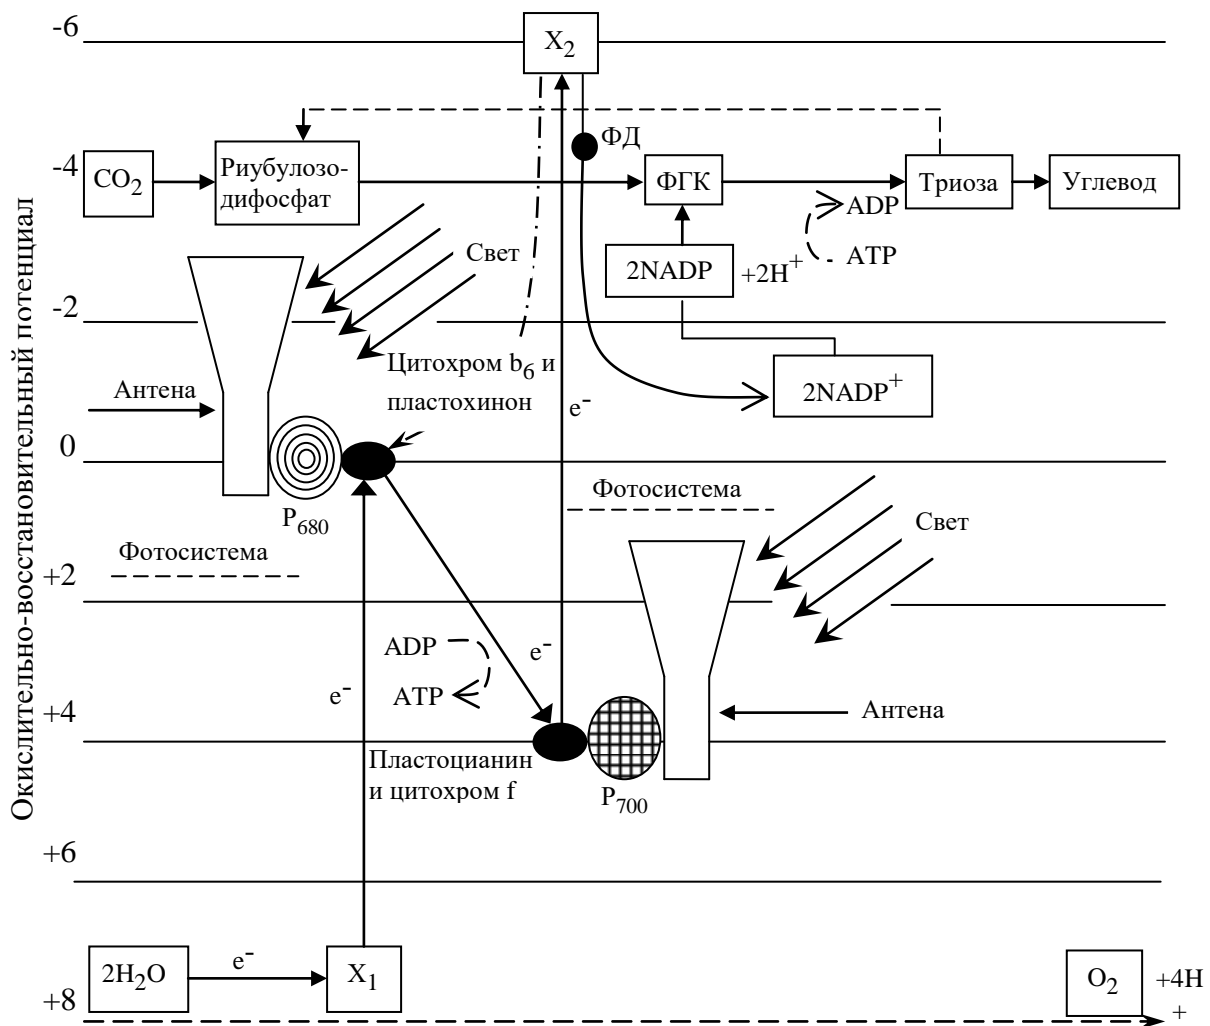 Окислительно-восстановительный потенциал
-6
X2
ФД
-4
CO2
Риубулозо-
дифосфат
ФГК
Триоза
Углевод
ADP
ATP
Свет
2NADP
+2H+
-2
Цитохром b6 и
пластохинон
2NADP+
Антена
e-
0
Фотосистема
P680
Свет
Фотосистема
+2
ADP
e-
ATP
e-
+4
Антена
Пластоцианин
и цитохром f
P700
+6
2H2O
e-
X1
O2
+4H
+
+8